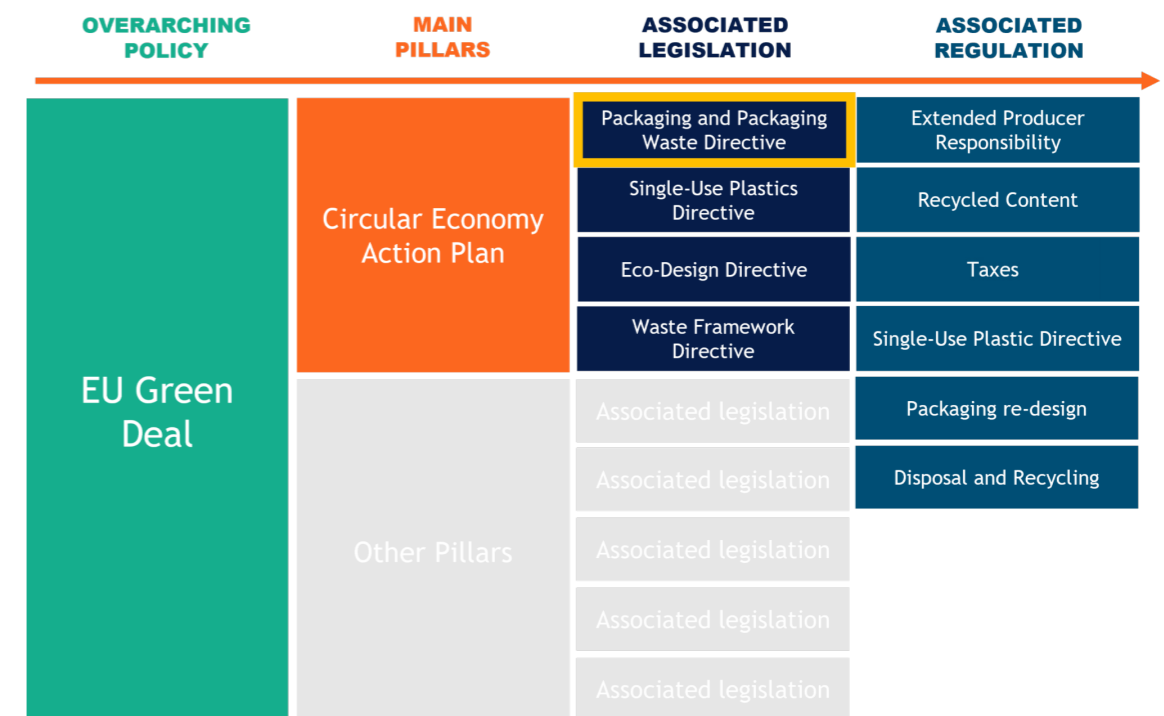 OVERARCHING
POLICY
MAIN
PILLARS
ASSOCIATED
LEGISLATION
ASSOCIATED
REGULATION
EU Green
Deal
Circular Economy
Action Plan
Other Pillars
Packaging and Packaging
Waste Directive
Single-Use Plastics
Directive
Eco-Design Directive
Waste Framework
Directive
Associated legislation
Associated legislation
Associated legislation
Associated legislation
Associated legislation
Extended Producer
Responsibility
Recycled Content
Taxes
Single-Use Plastic Directive
Packaging re-design
Disposal and Recycling